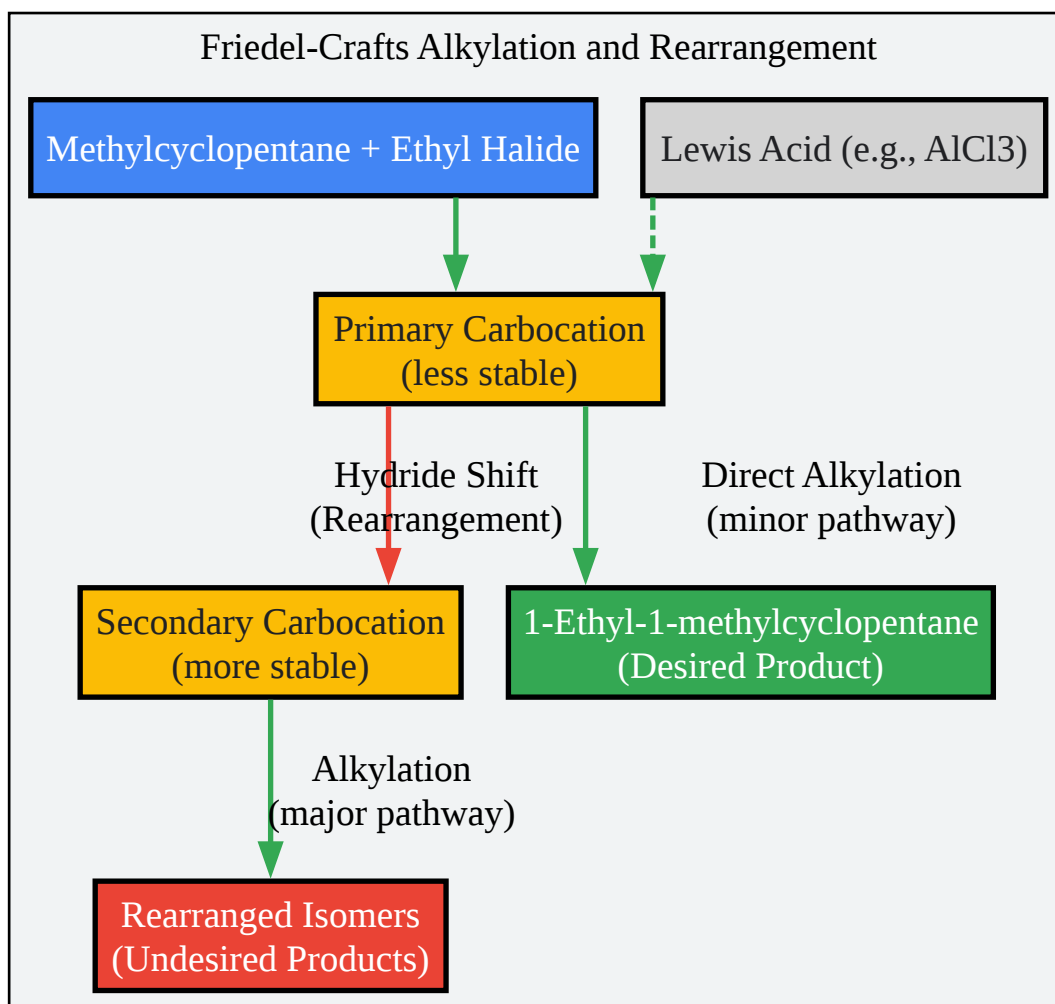 Friedel-Crafts Alkylation and Rearrangement
Methylcyclopentane + Ethyl Halide
Lewis Acid (e.g., AlCl3)
Primary Carbocation
(less stable)
Hydride Shift
(Rearrangement)
Direct Alkylation
(minor pathway)
Secondary Carbocation
(more stable)
1-Ethyl-1-methylcyclopentane
(Desired Product)
Alkylation
(major pathway)
Rearranged Isomers
(Undesired Products)